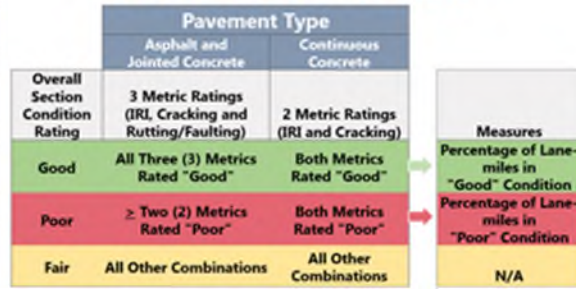 Pavement Type
Asphalt and
Jointed Concrete
Continuous
Concrete
Overall
Section
Condition
Rating
3 Metric Ratings
(IRI, Cracking and
Rutting/Faulting)
2 Metric Ratings
(IRI and Cracking)
Measures
Good
All Three (3) Metrics
Rated "Good"
Both Metrics
Rated "Good"
Percentage of Lane-
miles in
"Good" Condition
Poor
≥ Two (2) Metrics
Rated "Poor"
Both Metrics
Rated "Poor"
Percentage of Lane-
miles in
"Poor" Condition
Fair
All Other Combinations
All Other
Combinations
N/A